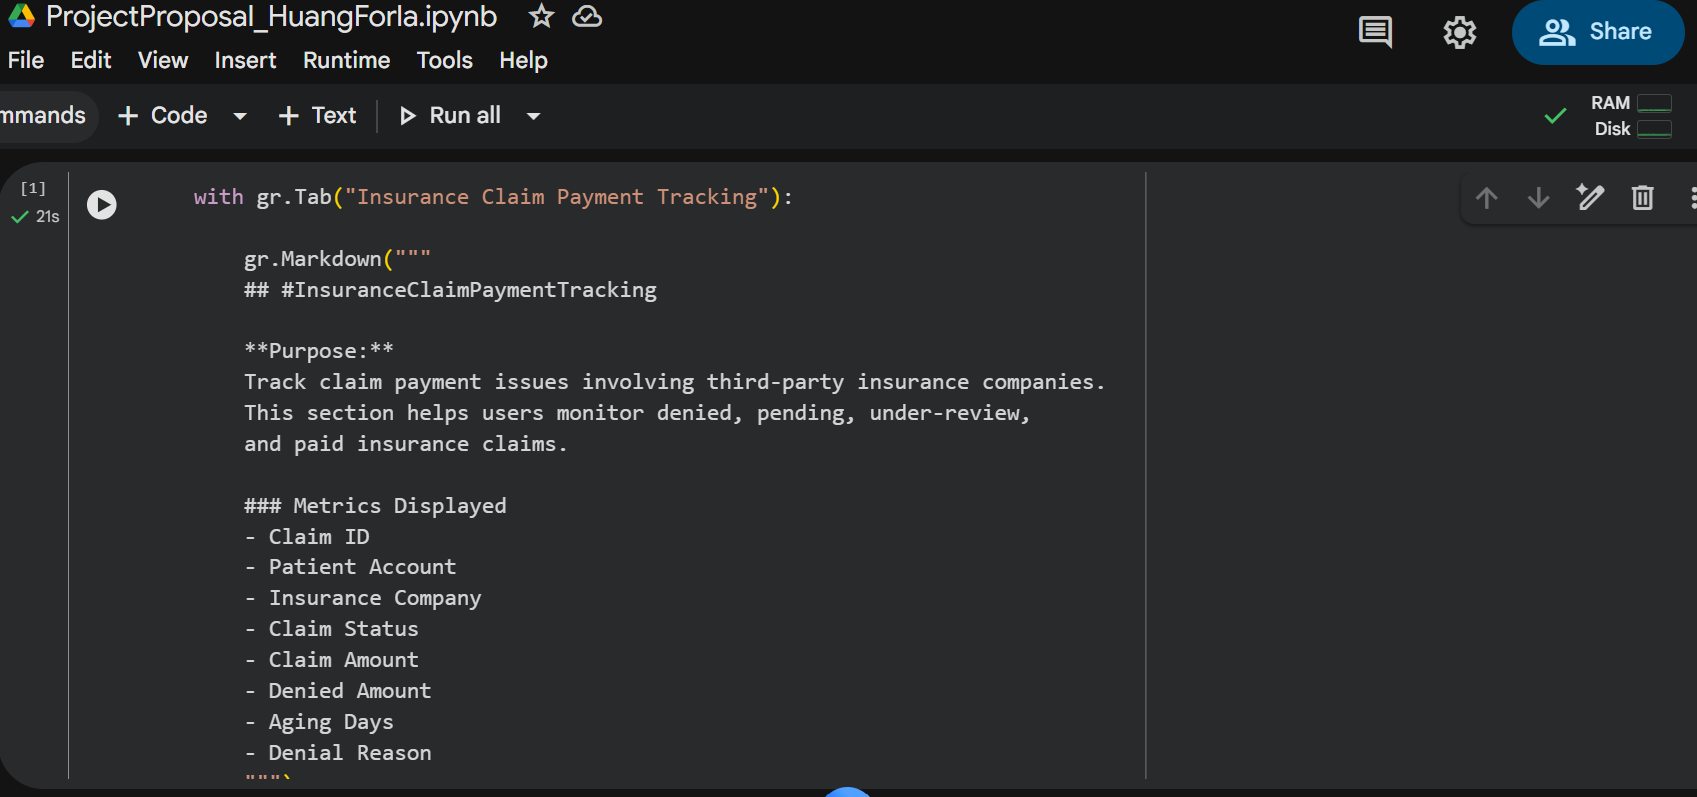 ProjectProposal_HuangForla.ipynb
File Edit View Insert Runtime Tools Help
Share
mmands + Code + Text Run all
RAM
Disk
[1]
21s
with gr.Tab("Insurance Claim Payment Tracking"):
gr.Markdown("""
## #InsuranceClaimPaymentTracking
**Purpose:**
Track claim payment issues involving third-party insurance companies.
This section helps users monitor denied, pending, under-review,
and paid insurance claims.
### Metrics Displayed
- Claim ID
- Patient Account
- Insurance Company
- Claim Status
- Claim Amount
- Denied Amount
- Aging Days
- Denial Reason
""")